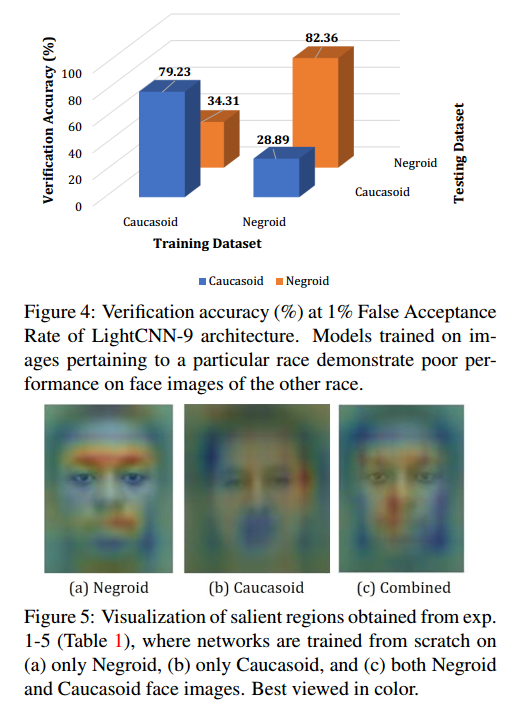 82.36
100
79.23
80
34.31
60
28.89
40
20
0
Verification Accuracy (%)
Negroid
Caucasoid
Testing Dataset
Caucasoid
Negroid
Training Dataset
Caucasoid
Negroid
Figure 4: Verification accuracy (%) at 1% False Acceptance
Rate of LightCNN-9 architecture. Models trained on im-
ages pertaining to a particular race demonstrate poor per-
formance on face images of the other race.
(a) Negroid
(b) Caucasoid
(c) Combined
Figure 5: Visualization of salient regions obtained from exp.
1-5 (Table 1), where networks are trained from scratch on
(a) only Negroid, (b) only Caucasoid, and (c) both Negroid
and Caucasoid face images. Best viewed in color.